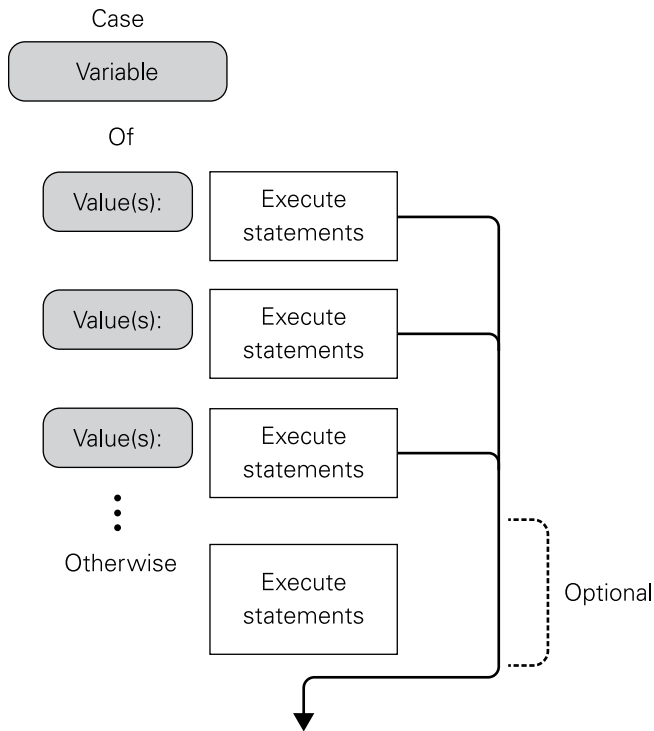 Case
Variable
Of
Value(s):
Execute
statements
Value(s):
Execute
statements
Value(s):
Execute
statements
Otherwise
Execute
statements
Optional